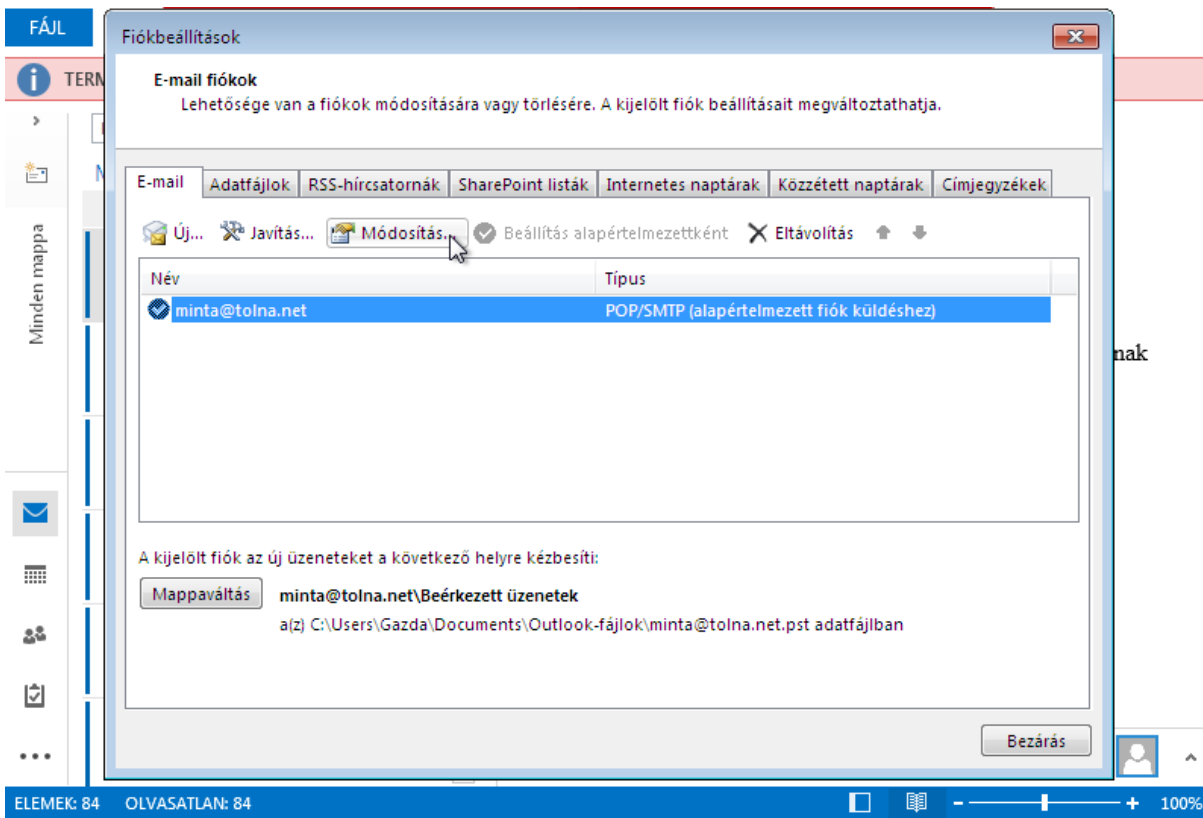 FÁJL
Fiókbeállítások
E-mail fiókok
Lehetősége van a fiókok módosítására vagy törlésére. A kijelölt fiók beállításait megváltoztathatja.
E-mail Adatfájlok RSS-hírcsatornák SharePoint listák Internetes naptárak Közzétett naptárak Címjegyzékek
Új... Javítás... Módosítás... Beállítás alapértelmezettként Eltávolítás
Név Típus
minta@tolna.net POP/SMTP (alapértelmezett fiók küldéshez)
Minden mappa
nak
A kijelölt fiók az új üzeneteket a következő helyre kézbesíti:
Mappaváltás minta@tolna.net\Beérkezett üzenetek
a(z) C:\Users\Gazda\Documents\Outlook-fájlok\minta@tolna.net.pst adatfájlban
Bezárás
ELEMEK: 84 OLVASATLAN: 84 100%